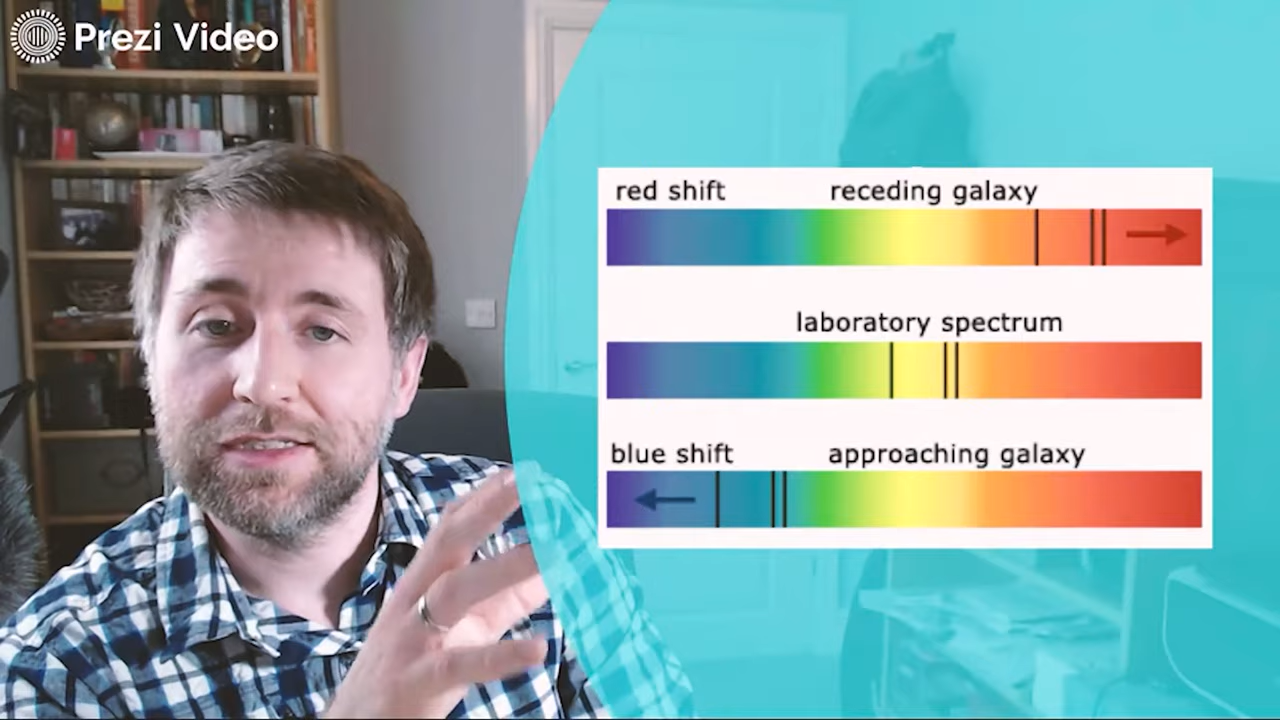 Prezi Video
red shift receding galaxy
laboratory spectrum
blue shift approaching galaxy